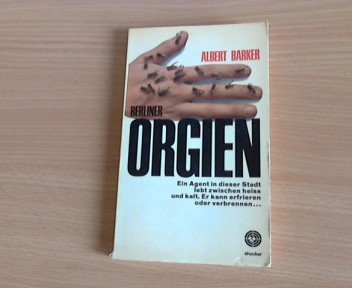 ALBERT BARKER
BERLINER
ORGIEN
Ein Agent in dieser Stadt
lebt zwischen heiss
und kalt. Er kann erfrieren
oder verbrennen...
shocker